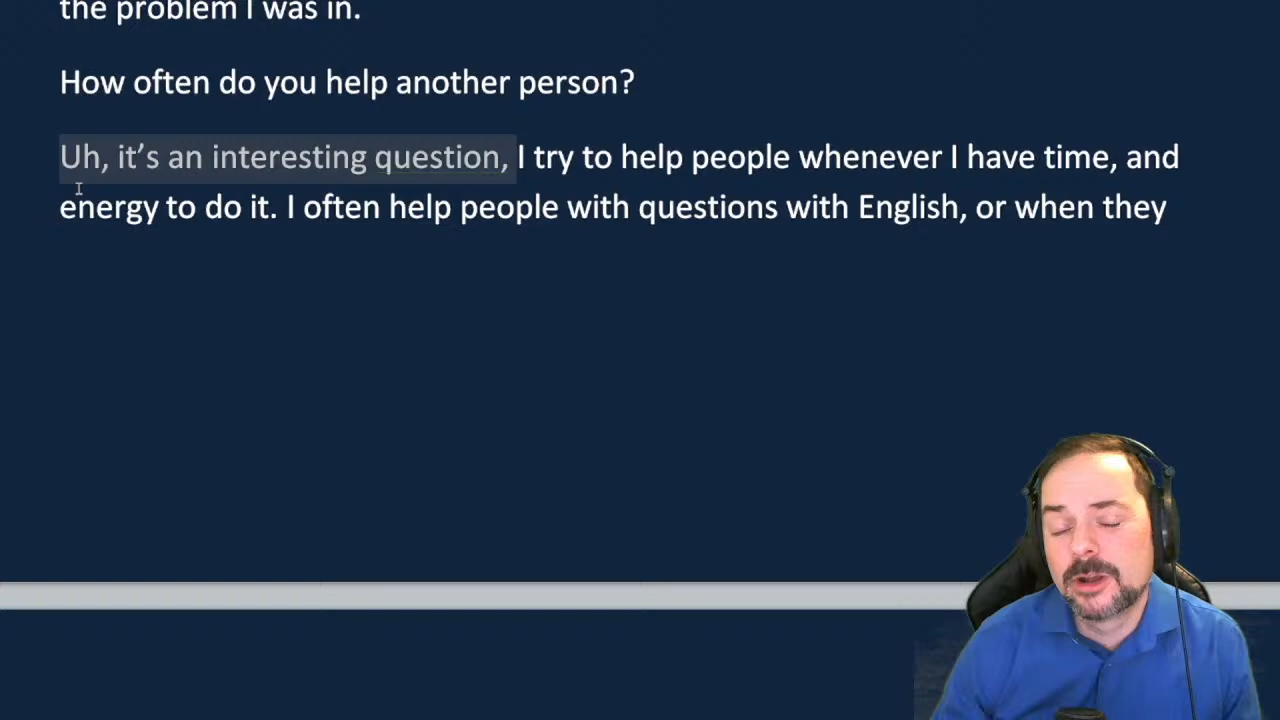 the problem I was in.
How often do you help another person?
Uh, it's an interesting question, I try to help people whenever I have time, and
energy to do it. I often help people with questions with English, or when they